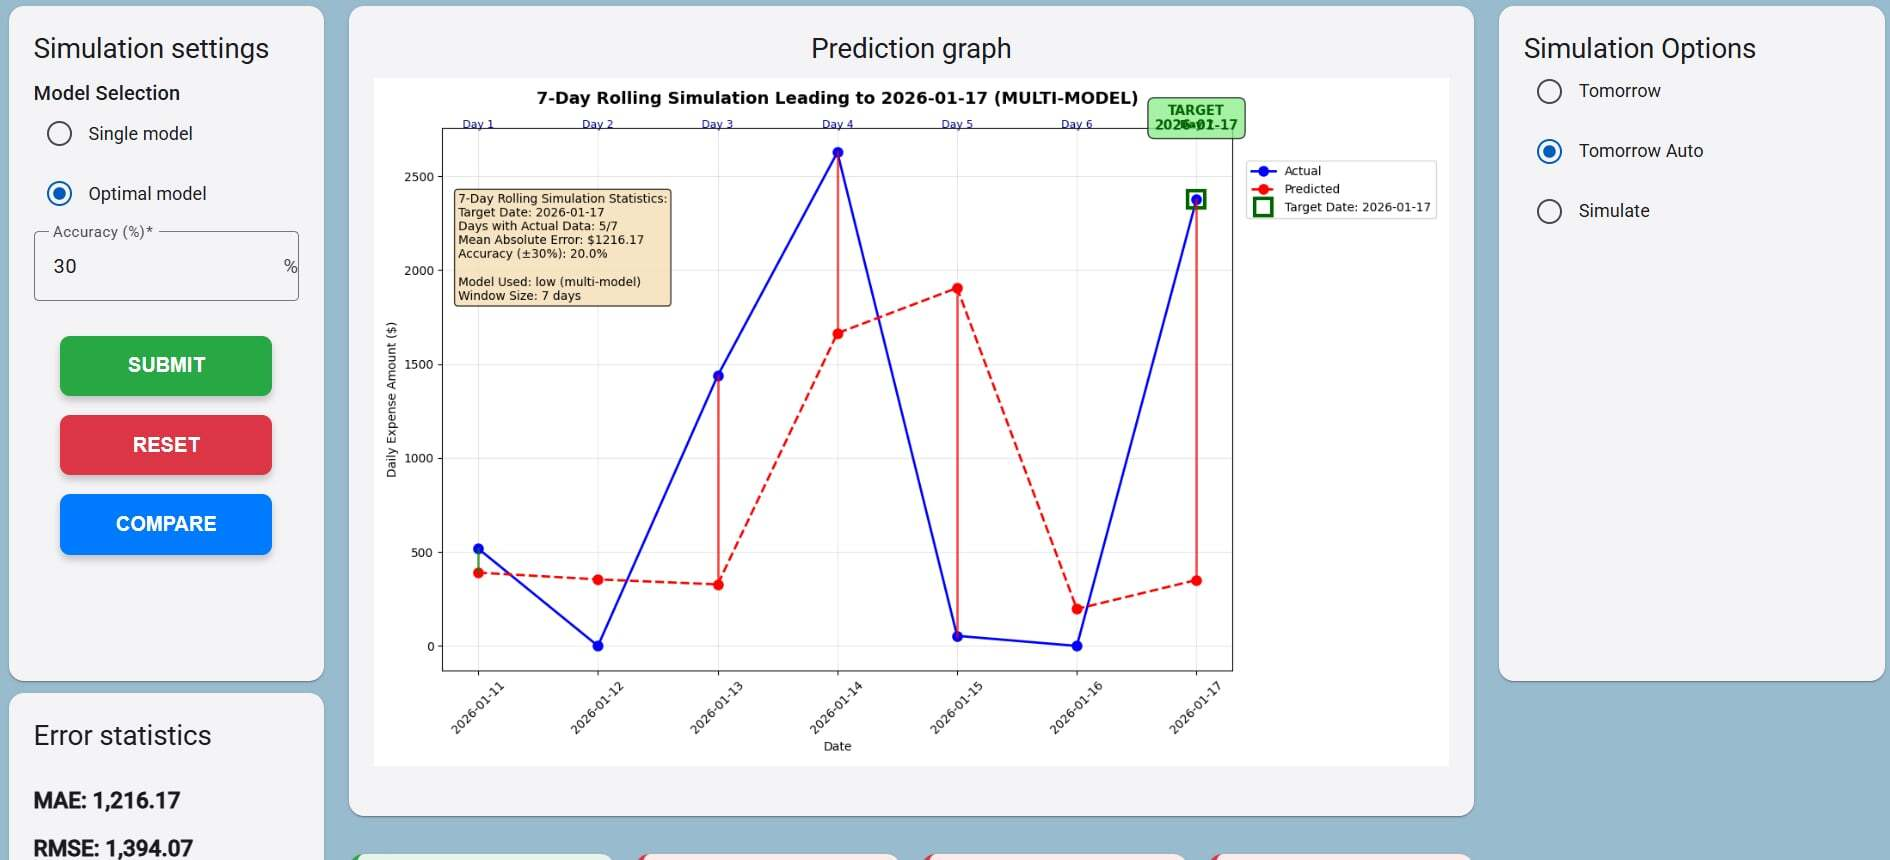 Simulation settings
Model Selection
Single model
Optimal model
Accuracy (%)*
30 %
SUBMIT
RESET
COMPARE
Error statistics
MAE: 1,216.17
RMSE: 1,394.07
Prediction graph
7-Day Rolling Simulation Leading to 2026-01-17 (MULTI-MODEL)
Day 1 Day 2 Day 3 Day 4 Day 5 Day 6
TARGET
2026-01-17
7-Day Rolling Simulation Statistics:
Target Date: 2026-01-17
Days with Actual Data: 5/7
Mean Absolute Error: $1216.17
Accuracy (±30%): 20.0%
Model Used: low (multi-model)
Window Size: 7 days
Actual
Predicted
Target Date: 2026-01-17
Daily Expense Amount ($)
2500
2000
1500
1000
500
0
2026-01-11 2026-01-12 2026-01-13 2026-01-14 2026-01-15 2026-01-16 2026-01-17
Date
Simulation Options
Tomorrow
Tomorrow Auto
Simulate